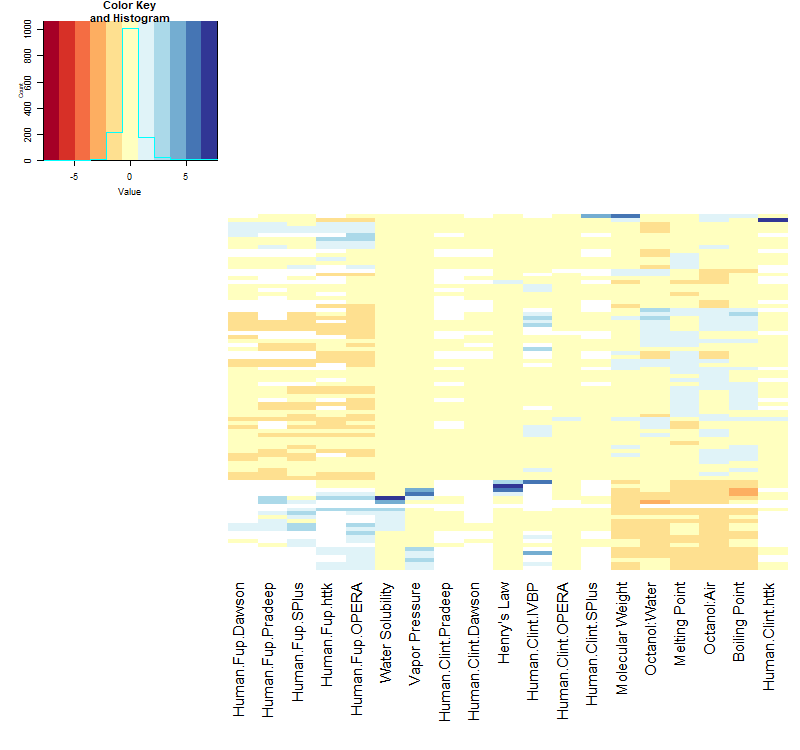 Color Key
and Histogram
Count
0 200 400 600 800 1000
-5 0 5
Value
Human.Fup.Dawson
Human.Fup.Pradeep
Human.Fup.SPlus
Human.Fup.httk
Human.Fup.OPERA
Water Solubility
Vapor Pressure
Human.Clint.Pradeep
Human.Clint.Dawson
Henry's Law
Human.Clint.IVBP
Human.Clint.OPERA
Human.Clint.SPlus
Molecular Weight
Octanol:Water
Melting Point
Octanol:Air
Boiling Point
Human.Clint.httk